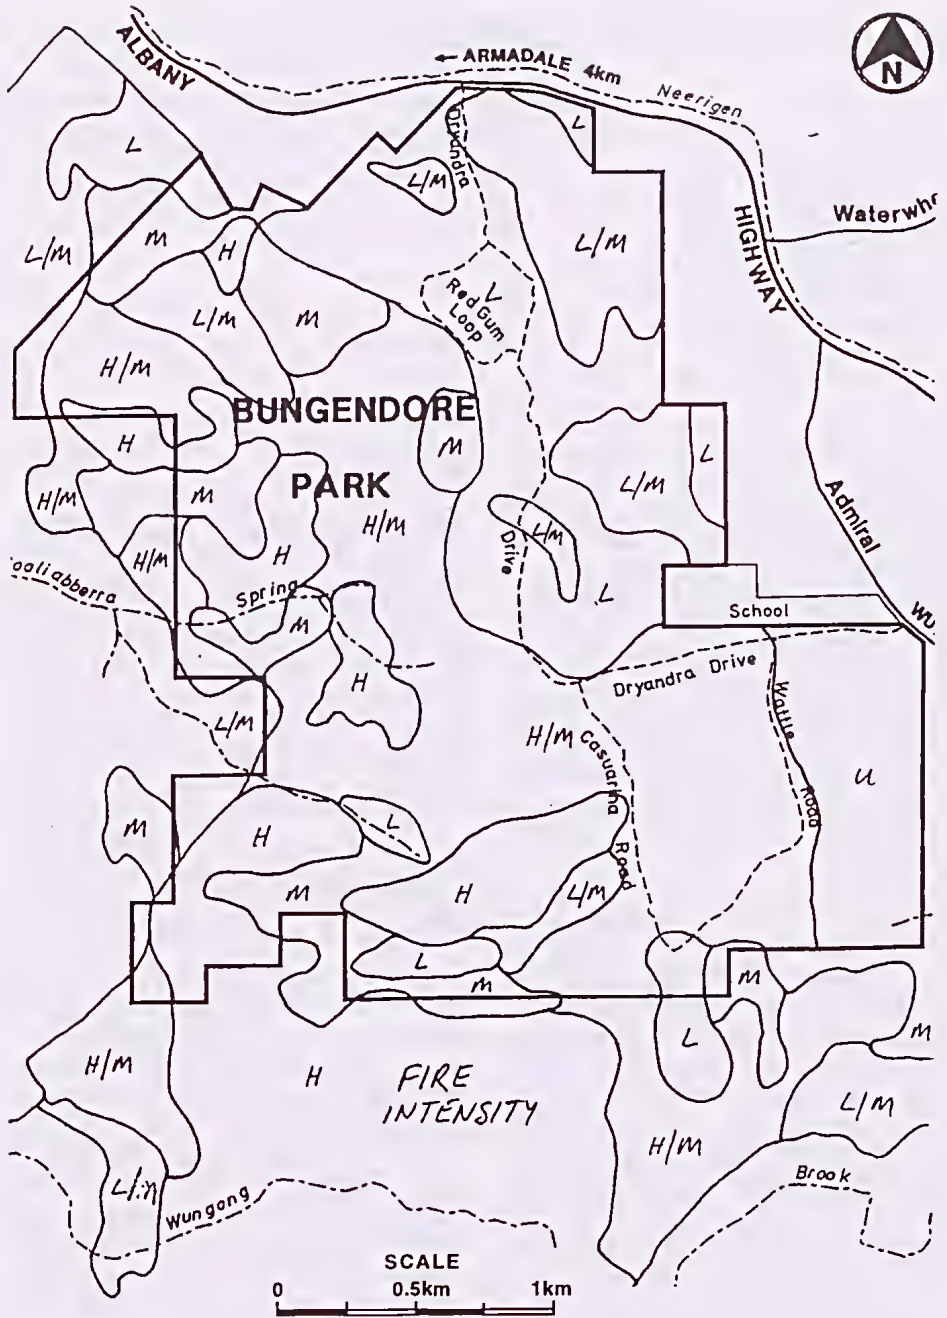 ALBANY
← ARMADALE 4km
Neerigen
N
Dryandra
L
L
L/M
HIGHWAY
L/M
M
H
L/M
L
Red Gum
Loop
L/M
M
H/M
BUNGENDORE
H
M
L/M
L
PARK
H/M
M
H/M
Admiral
H/M
H
Drive
L/M
Spring
L
School
M
H
Dryandra Drive
L/M
H/M
Casuarina
Road
Wattle
Road
U
M
H
L
M
H
L/M
L
M
M
L
M
H/M
H
FIRE
INTENSITY
L/M
H/M
Brook
Wungong
SCALE
0 0.5km 1km